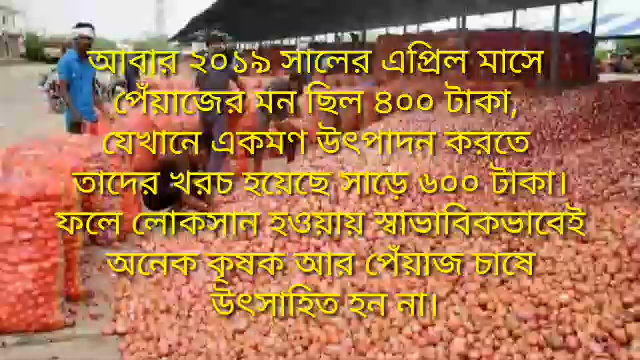 আবার ২০১৯ সালের এপ্রিল মাসে
পেঁয়াজের মন ছিল ৪০০ টাকা,
যেখানে একমণ উৎপাদন করতে
তাদের খরচ হয়েছে সাড়ে ৬০০ টাকা।
ফলে লোকসান হওয়ায় স্বাভাবিকভাবেই
অনেক কৃষক আর পেঁয়াজ চাষে
উৎসাহিত হন না।